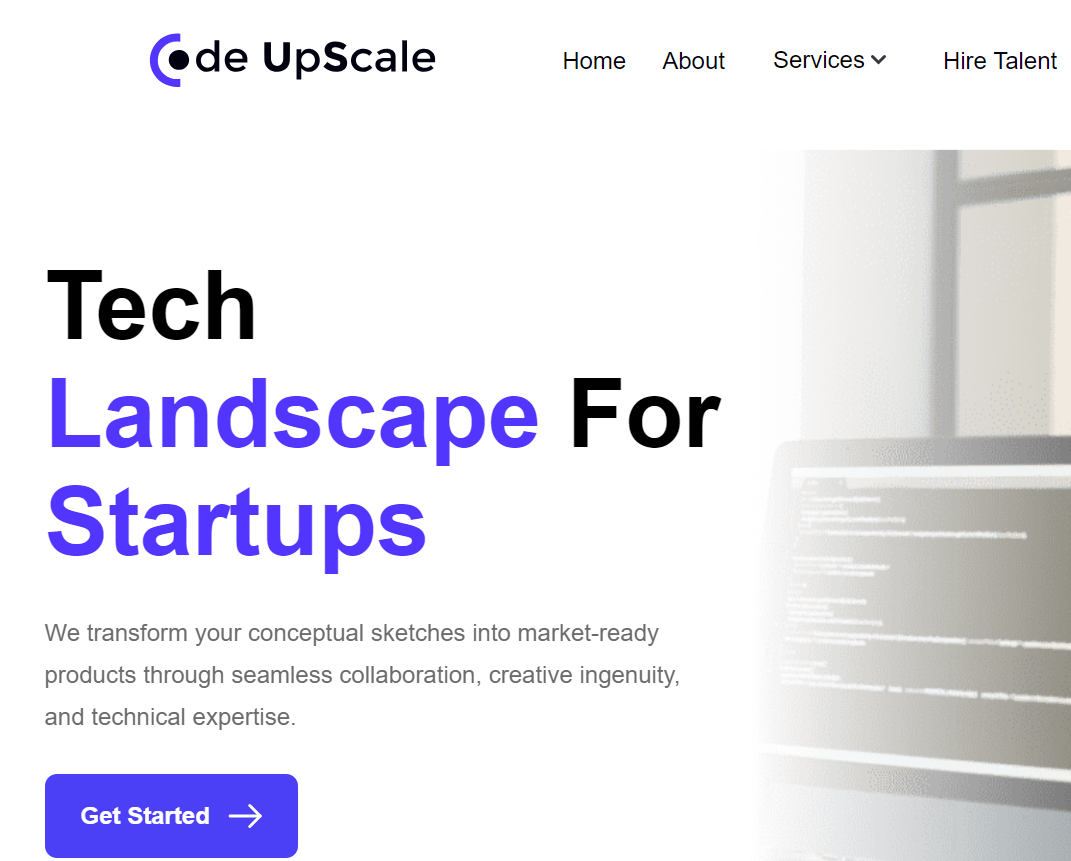 Code UpScale
Home About Services Hire Talent
Tech
Landscape For
Startups
We transform your conceptual sketches into market-ready
products through seamless collaboration, creative ingenuity,
and technical expertise.
Get Started